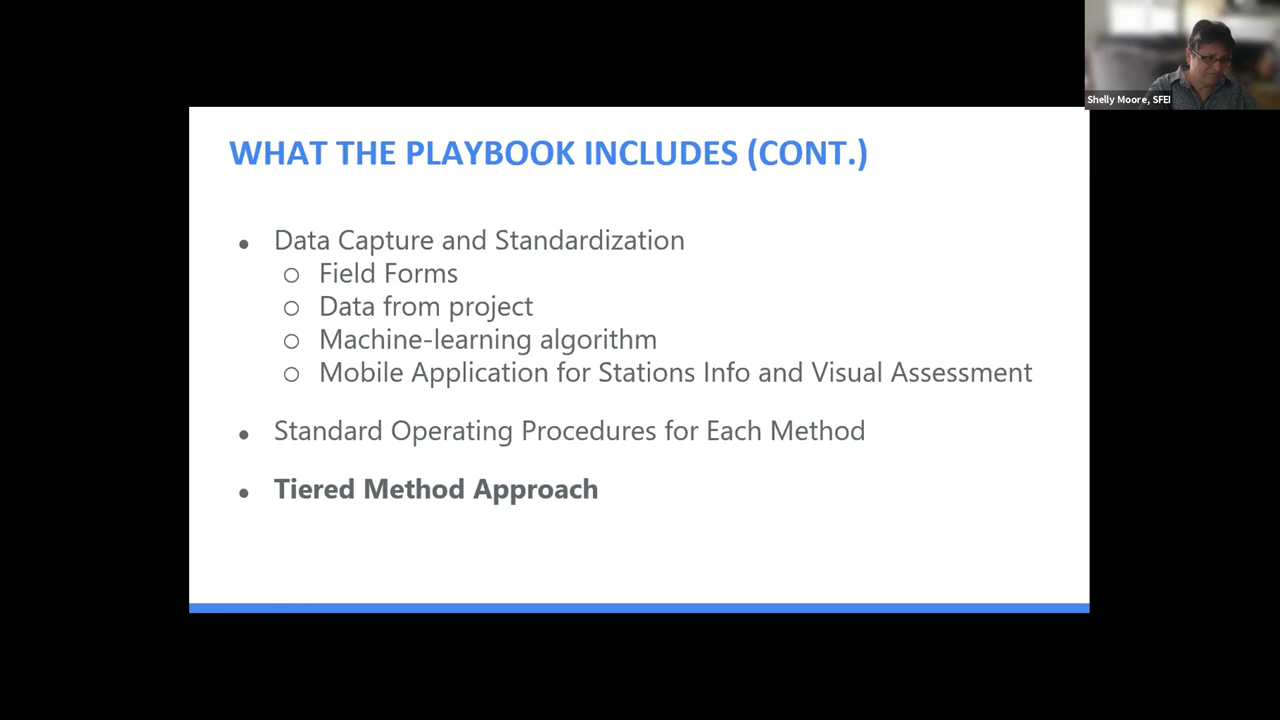 Shelly Moore, SFEI
WHAT THE PLAYBOOK INCLUDES (CONT.)
● Data Capture and Standardization
○ Field Forms
○ Data from project
○ Machine-learning algorithm
○ Mobile Application for Stations Info and Visual Assessment
● Standard Operating Procedures for Each Method
● Tiered Method Approach